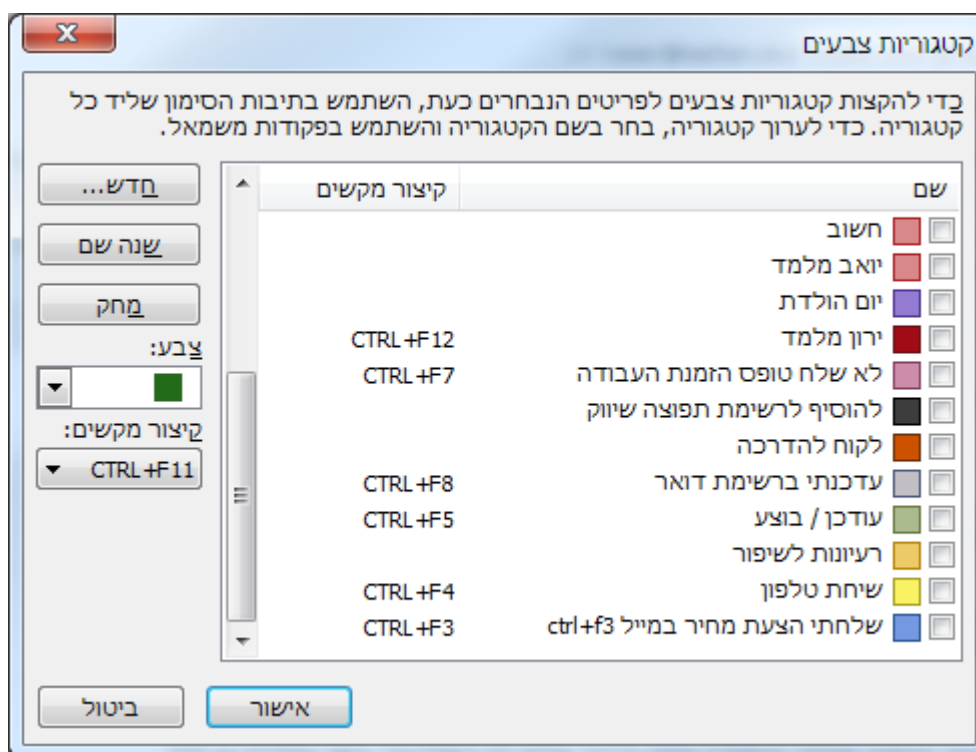 קטגוריות צבעים
כדי להקצות קטגוריות צבעים לפריטים הנבחרים כעת, השתמש בתיבות הסימון שליד כל
קטגוריה. כדי לערוך קטגוריה, בחר בשם הקטגוריה והשתמש בפקודות משמאל.
שם קיצור מקשים
חשוב
יואב מלמד
יום הולדת
ירון מלמד CTRL+F12
לא שלח טופס הזמנת העבודה CTRL+F7
להוסיף לרשימת תפוצה שיווק
לקוח להדרכה
עדכנתי ברשימת דואר CTRL+F8
עודכן / בוצע CTRL+F5
רעיונות לשיפור
שיחת טלפון CTRL+F4
שלחתי הצעת מחיר במייל ctrl+f3 CTRL+F3
חדש...
שנה שם
מחק
צבע:
קיצור מקשים:
CTRL+F11
אישור
ביטול